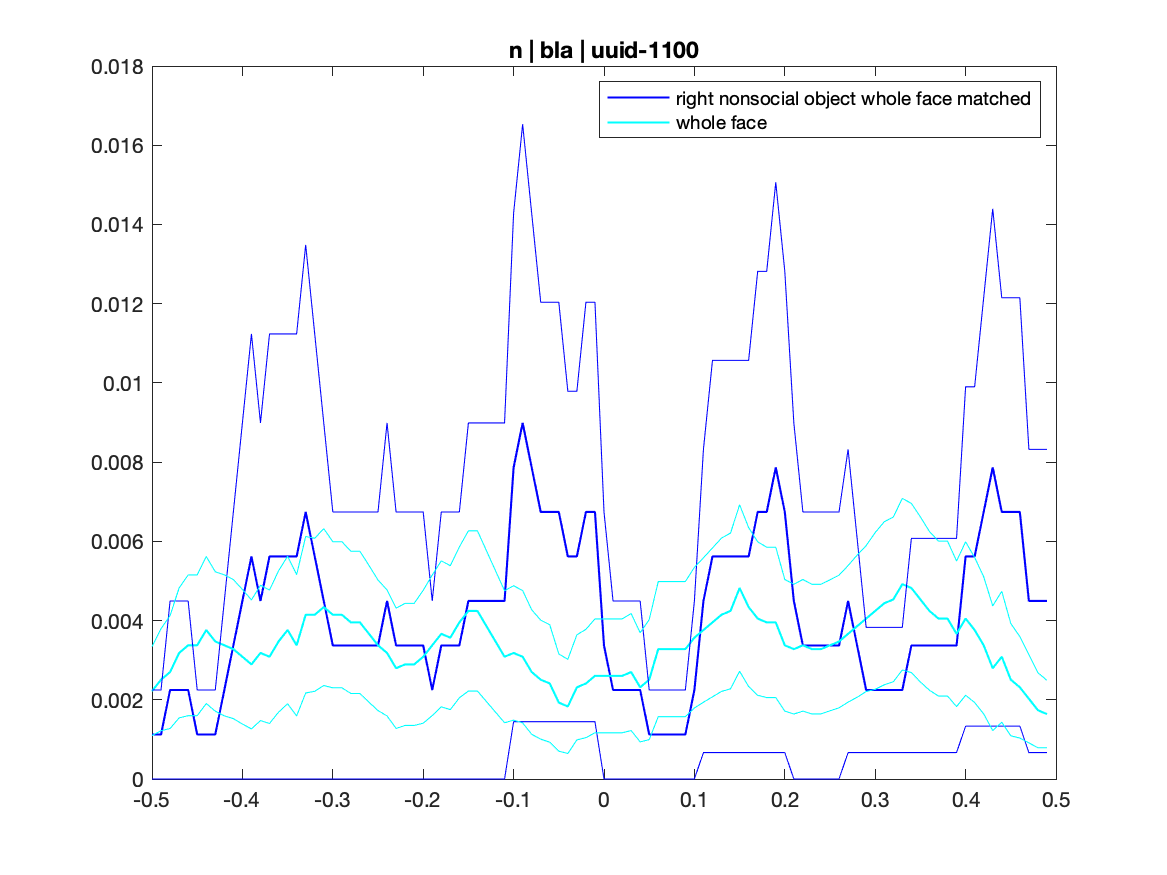 n | bla | uuid-1100
right nonsocial object whole face matched
whole face
0.018
0.016
0.014
0.012
0.01
0.008
0.006
0.004
0.002
0
-0.5 -0.4 -0.3 -0.2 -0.1 0 0.1 0.2 0.3 0.4 0.5